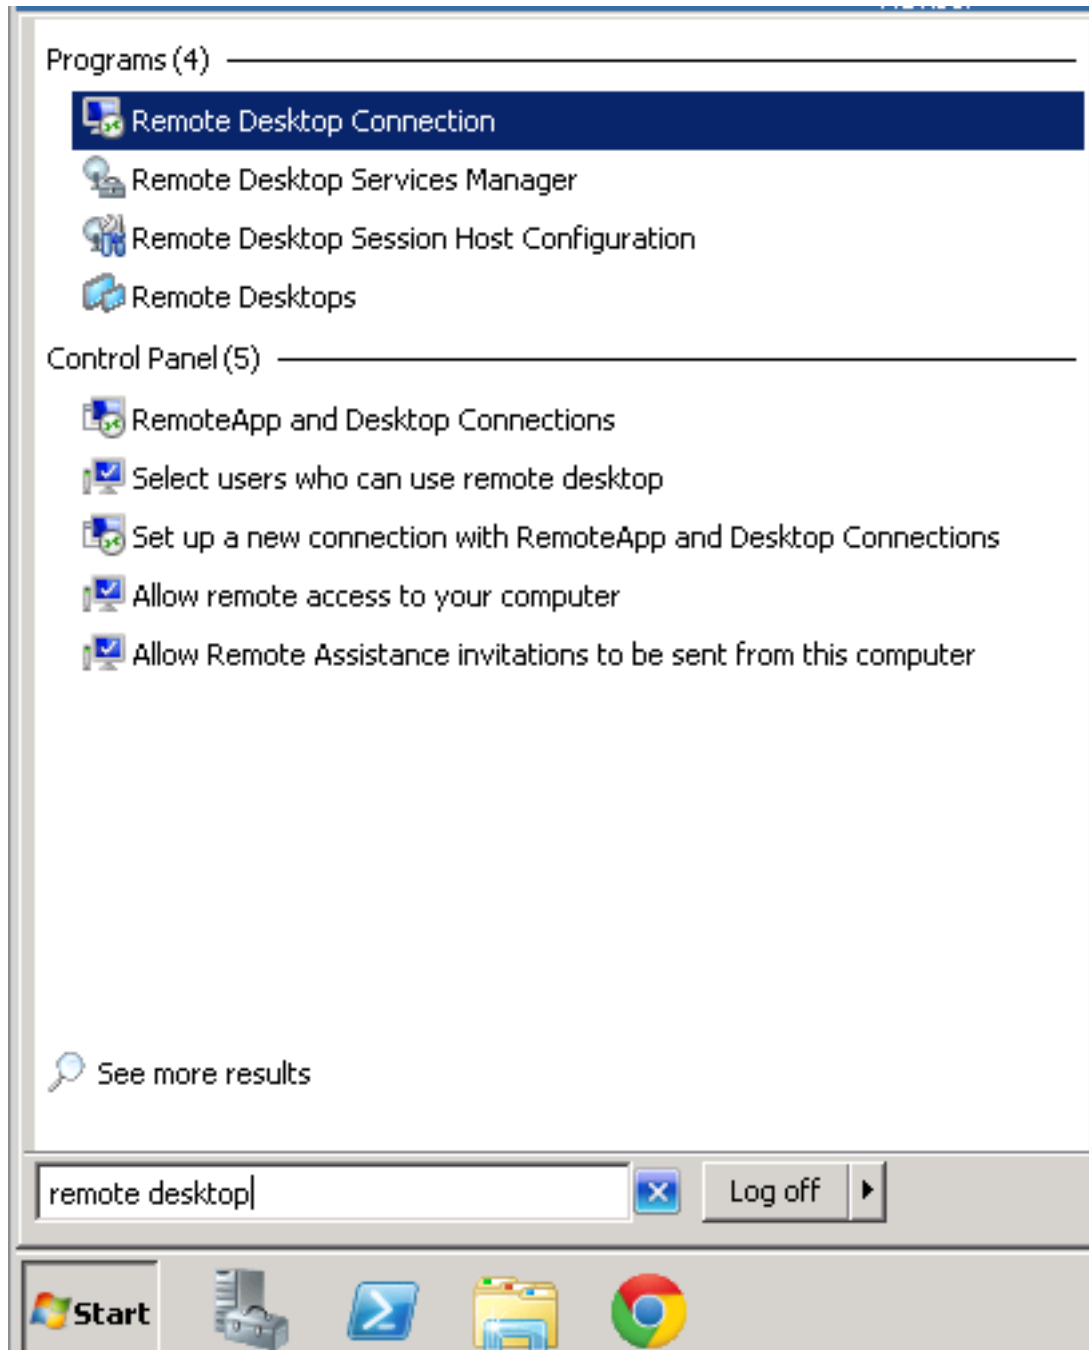 Programs (4)
Remote Desktop Connection
Remote Desktop Services Manager
Remote Desktop Session Host Configuration
Remote Desktops
Control Panel (5)
RemoteApp and Desktop Connections
Select users who can use remote desktop
Set up a new connection with RemoteApp and Desktop Connections
Allow remote access to your computer
Allow Remote Assistance invitations to be sent from this computer
See more results
remote desktop
Log off
Start